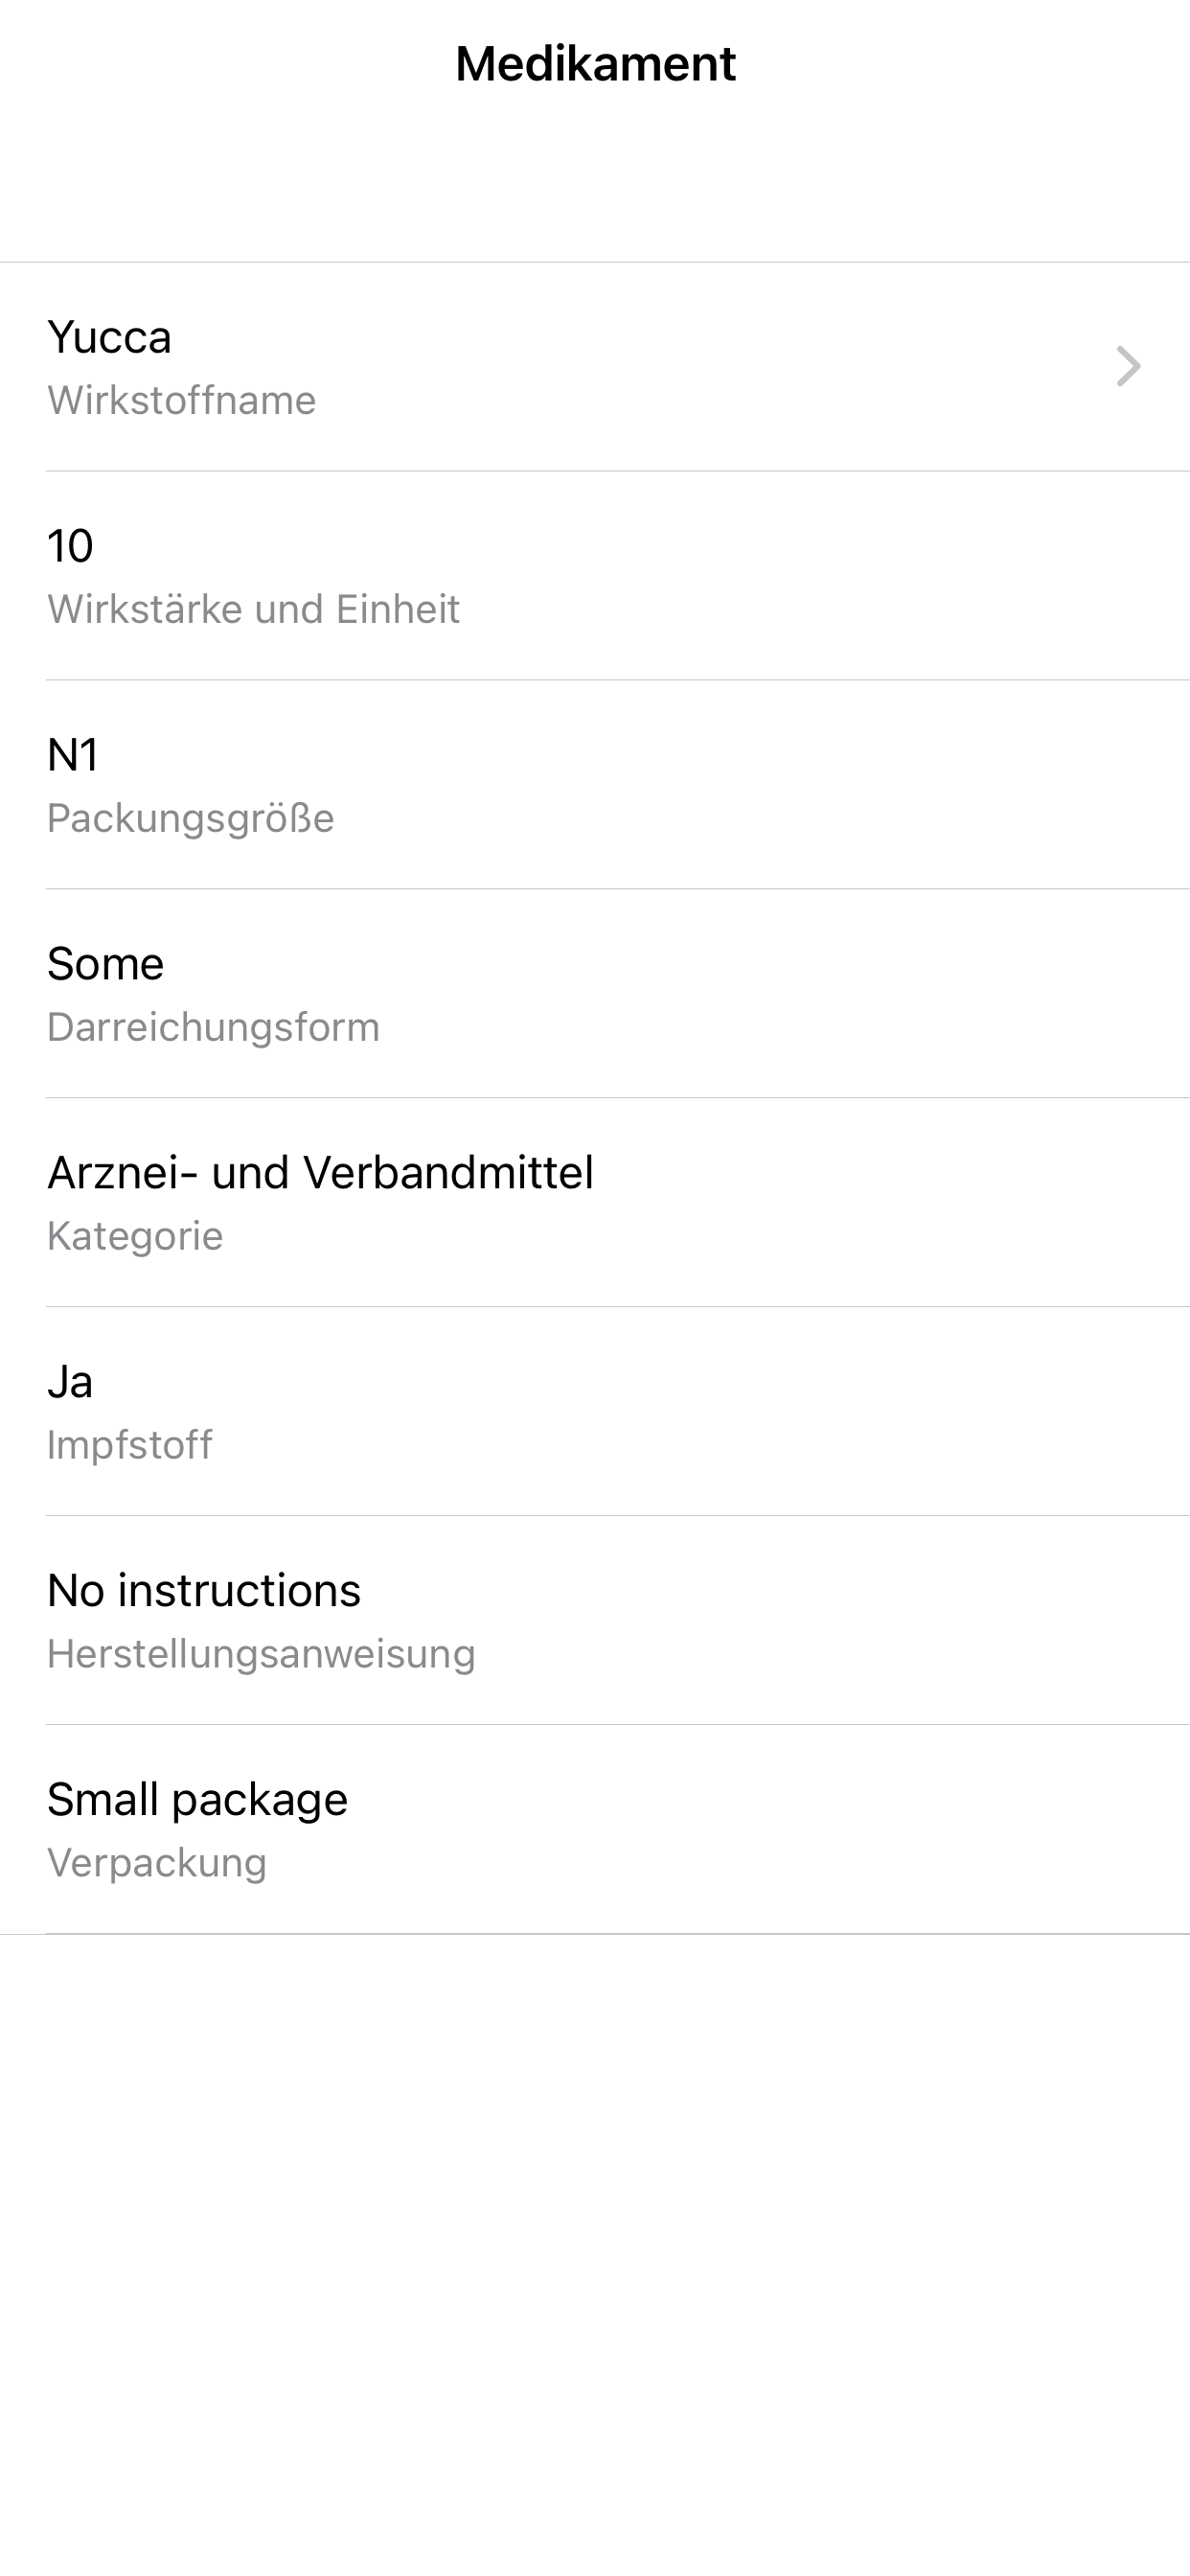 Medikament
Yucca
Wirkstoffname
10
Wirkstärke und Einheit
N1
Packungsgröße
Some
Darreichungsform
Arznei- und Verbandmittel
Kategorie
Ja
Impfstoff
No instructions
Herstellungsanweisung
Small package
Verpackung